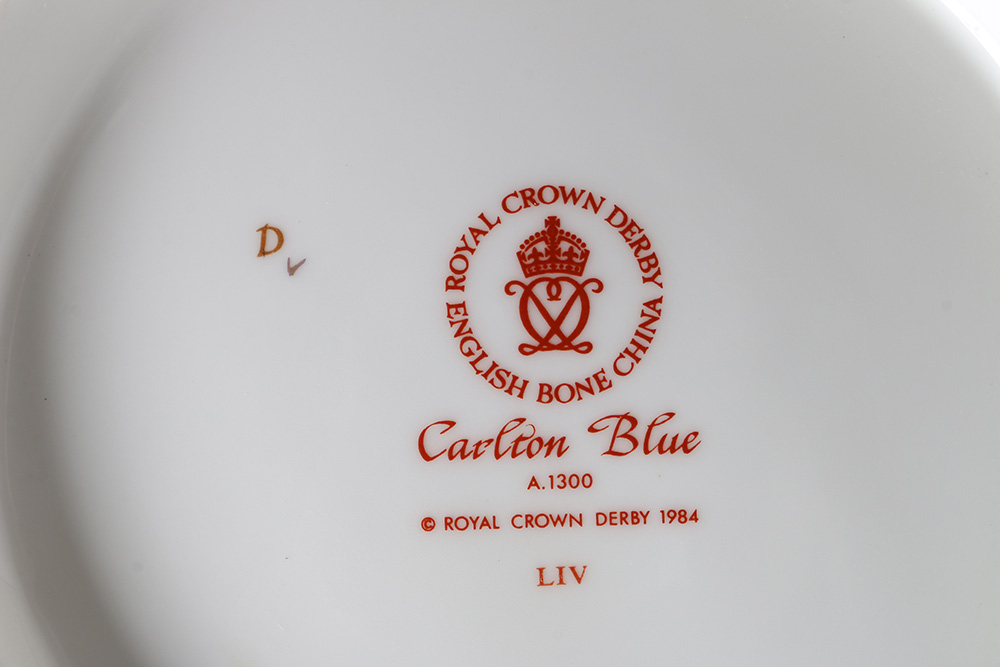 D
ROYAL CROWN DERBY
ENGLISH BONE CHINA
Carlton Blue
A.1300
© ROYAL CROWN DERBY 1984
LIV